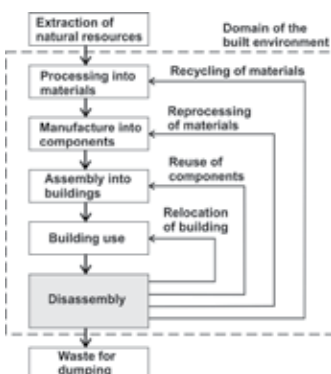 Extraction of
natural resources
Domain of the
built environment
Processing into
materials
Recycling of materials
Manufacture into
components
Reprocessing
of materials
Assembly into
buildings
Reuse of
components
Building use
Relocation
of building
Disassembly
Waste for
dumping